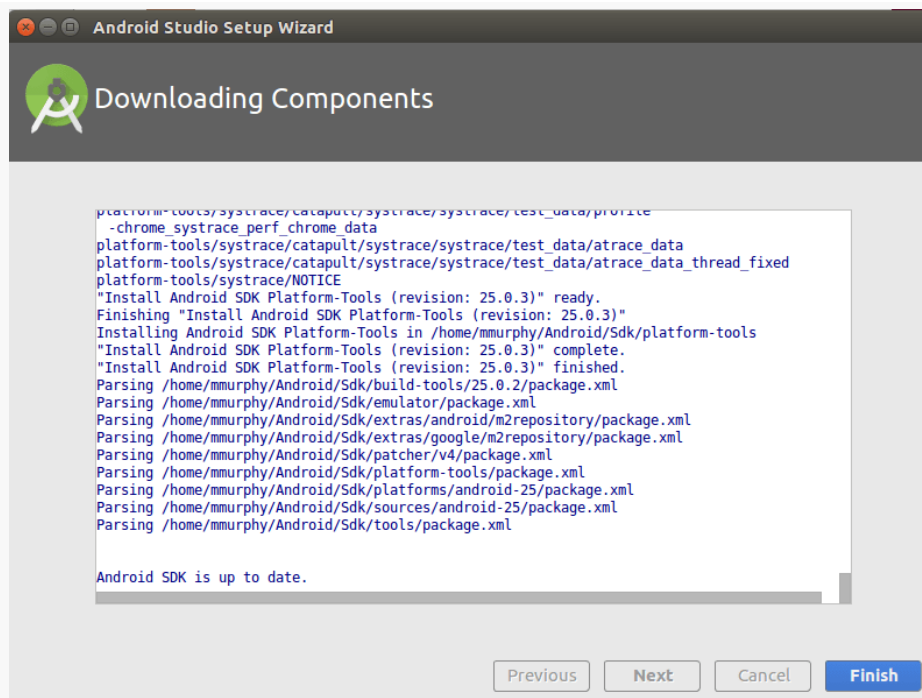 Android Studio Setup Wizard
Downloading Components
platform-tools/systrace/catapult/systrace/systrace/test_data/profile
-chrome_systrace_perf_chrome_data
platform-tools/systrace/catapult/systrace/systrace/test_data/atrace_data
platform-tools/systrace/catapult/systrace/systrace/test_data/atrace_data_thread_fixed
platform-tools/systrace/NOTICE
"Install Android SDK Platform-Tools (revision: 25.0.3)" ready.
Finishing "Install Android SDK Platform-Tools (revision: 25.0.3)"
Installing Android SDK Platform-Tools in /home/mmurphy/Android/Sdk/platform-tools
"Install Android SDK Platform-Tools (revision: 25.0.3)" complete.
"Install Android SDK Platform-Tools (revision: 25.0.3)" finished.
Parsing /home/mmurphy/Android/Sdk/build-tools/25.0.2/package.xml
Parsing /home/mmurphy/Android/Sdk/emulator/package.xml
Parsing /home/mmurphy/Android/Sdk/extras/android/m2repository/package.xml
Parsing /home/mmurphy/Android/Sdk/extras/google/m2repository/package.xml
Parsing /home/mmurphy/Android/Sdk/patcher/v4/package.xml
Parsing /home/mmurphy/Android/Sdk/platform-tools/package.xml
Parsing /home/mmurphy/Android/Sdk/platforms/android-25/package.xml
Parsing /home/mmurphy/Android/Sdk/sources/android-25/package.xml
Parsing /home/mmurphy/Android/Sdk/tools/package.xml
Android SDK is up to date.
Previous Next Cancel Finish